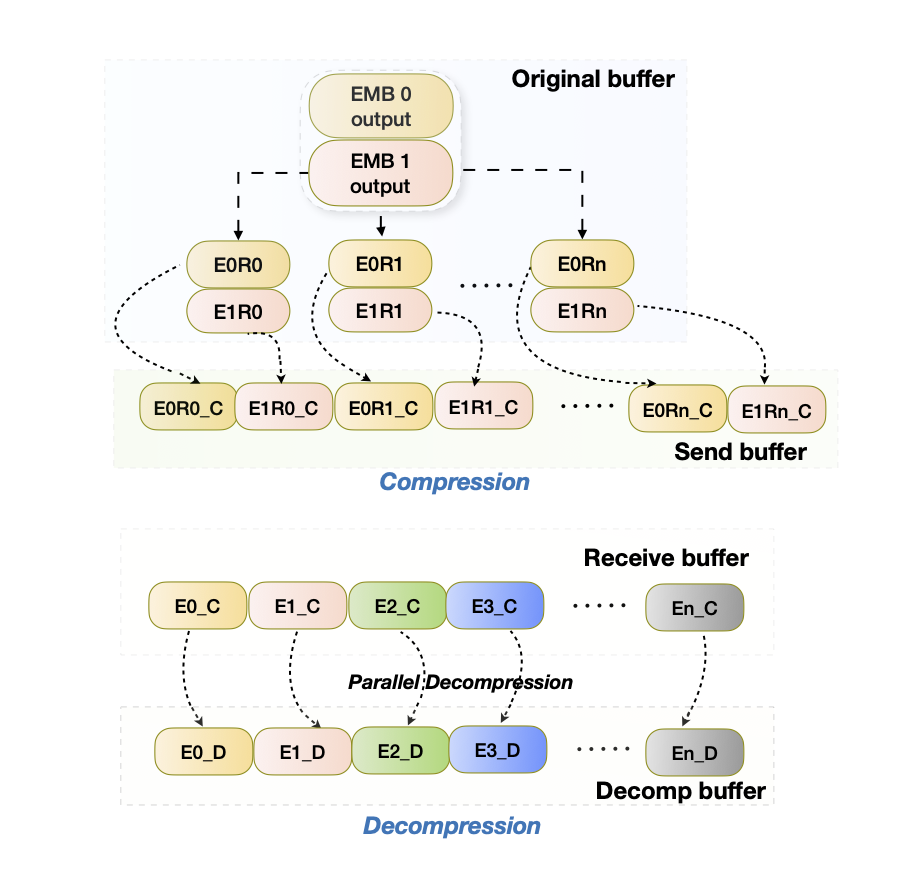 Original buffer
EMB 0
output
EMB 1
output
E0R0
E0R1
E0Rn
E1R0
E1R1
E1Rn
E0R0_C
E1R0_C
E0R1_C
E1R1_C
E0Rn_C
E1Rn_C
Send buffer
Compression
Receive buffer
E0_C
E1_C
E2_C
E3_C
En_C
Parallel Decompression
E0_D
E1_D
E2_D
E3_D
En_D
Decomp buffer
Decompression